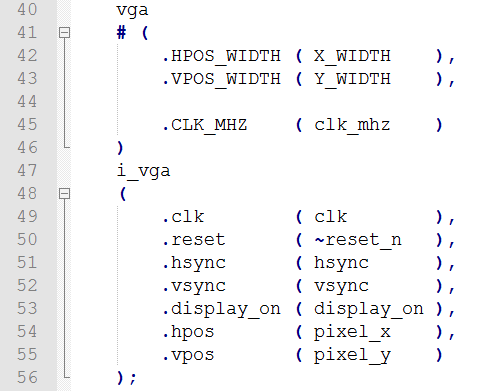 40 vga
41 # (
42 .HPOS_WIDTH ( X_WIDTH ),
43 .VPOS_WIDTH ( Y_WIDTH ),
44
45 .CLK_MHZ ( clk_mhz )
46 )
47 i_vga
48 (
49 .clk ( clk ),
50 .reset ( ~reset_n ),
51 .hsync ( hsync ),
52 .vsync ( vsync ),
53 .display_on ( display_on ),
54 .hpos ( pixel_x ),
55 .vpos ( pixel_y )
56 );